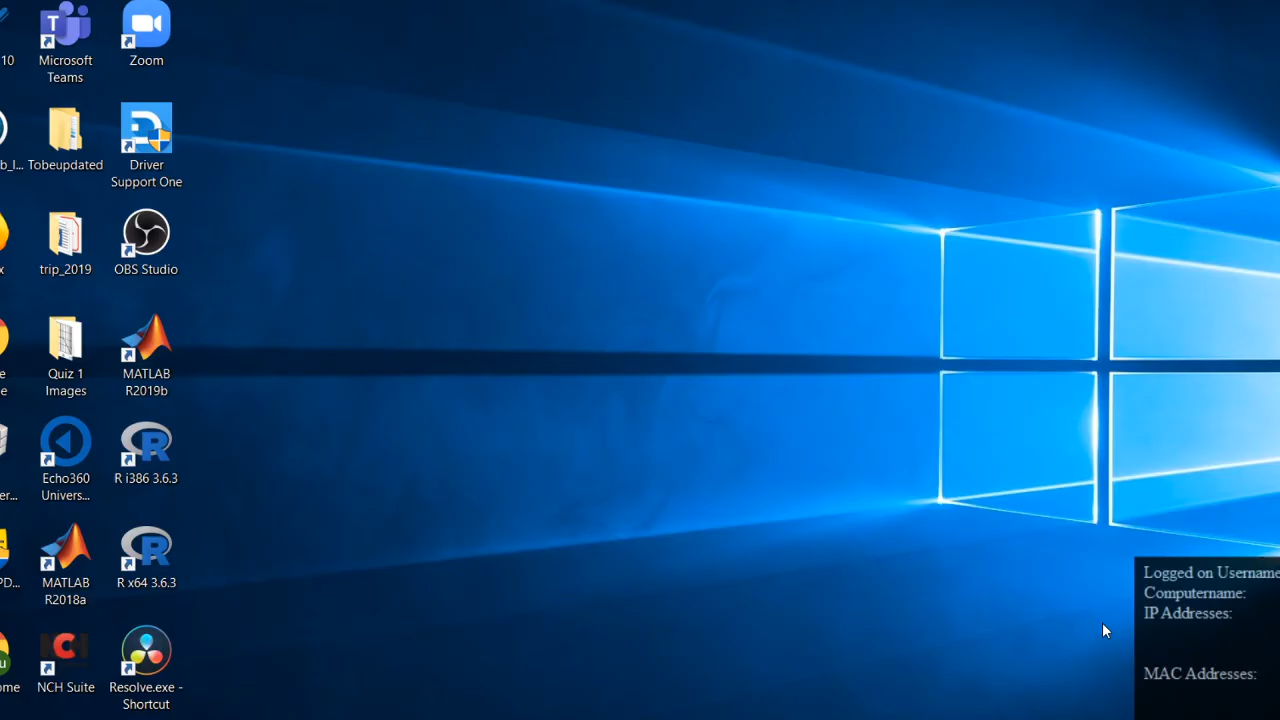 10
Microsoft
Teams
Zoom
b_I...
Tobeupdated
Driver
Support One
x
trip_2019
OBS Studio
e
Quiz 1
Images
MATLAB
R2019b
er...
Echo360
Univers...
R i386 3.6.3
PD...
MATLAB
R2018a
R x64 3.6.3
ome
NCH Suite
Resolve.exe -
Shortcut
Logged on Username
Computername:
IP Addresses:
MAC Addresses: